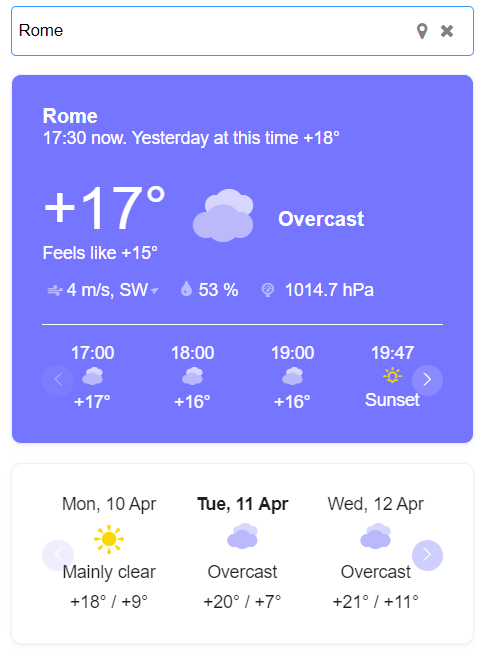 Rome
Rome
17:30 now. Yesterday at this time +18°
+17°
Overcast
Feels like +15°
4 m/s, SW 53 % 1014.7 hPa
17:00 18:00 19:00 19:47
+17° +16° +16° Sunset
Mon, 10 Apr Tue, 11 Apr Wed, 12 Apr
Mainly clear Overcast Overcast
+18° / +9° +20° / +7° +21° / +11°